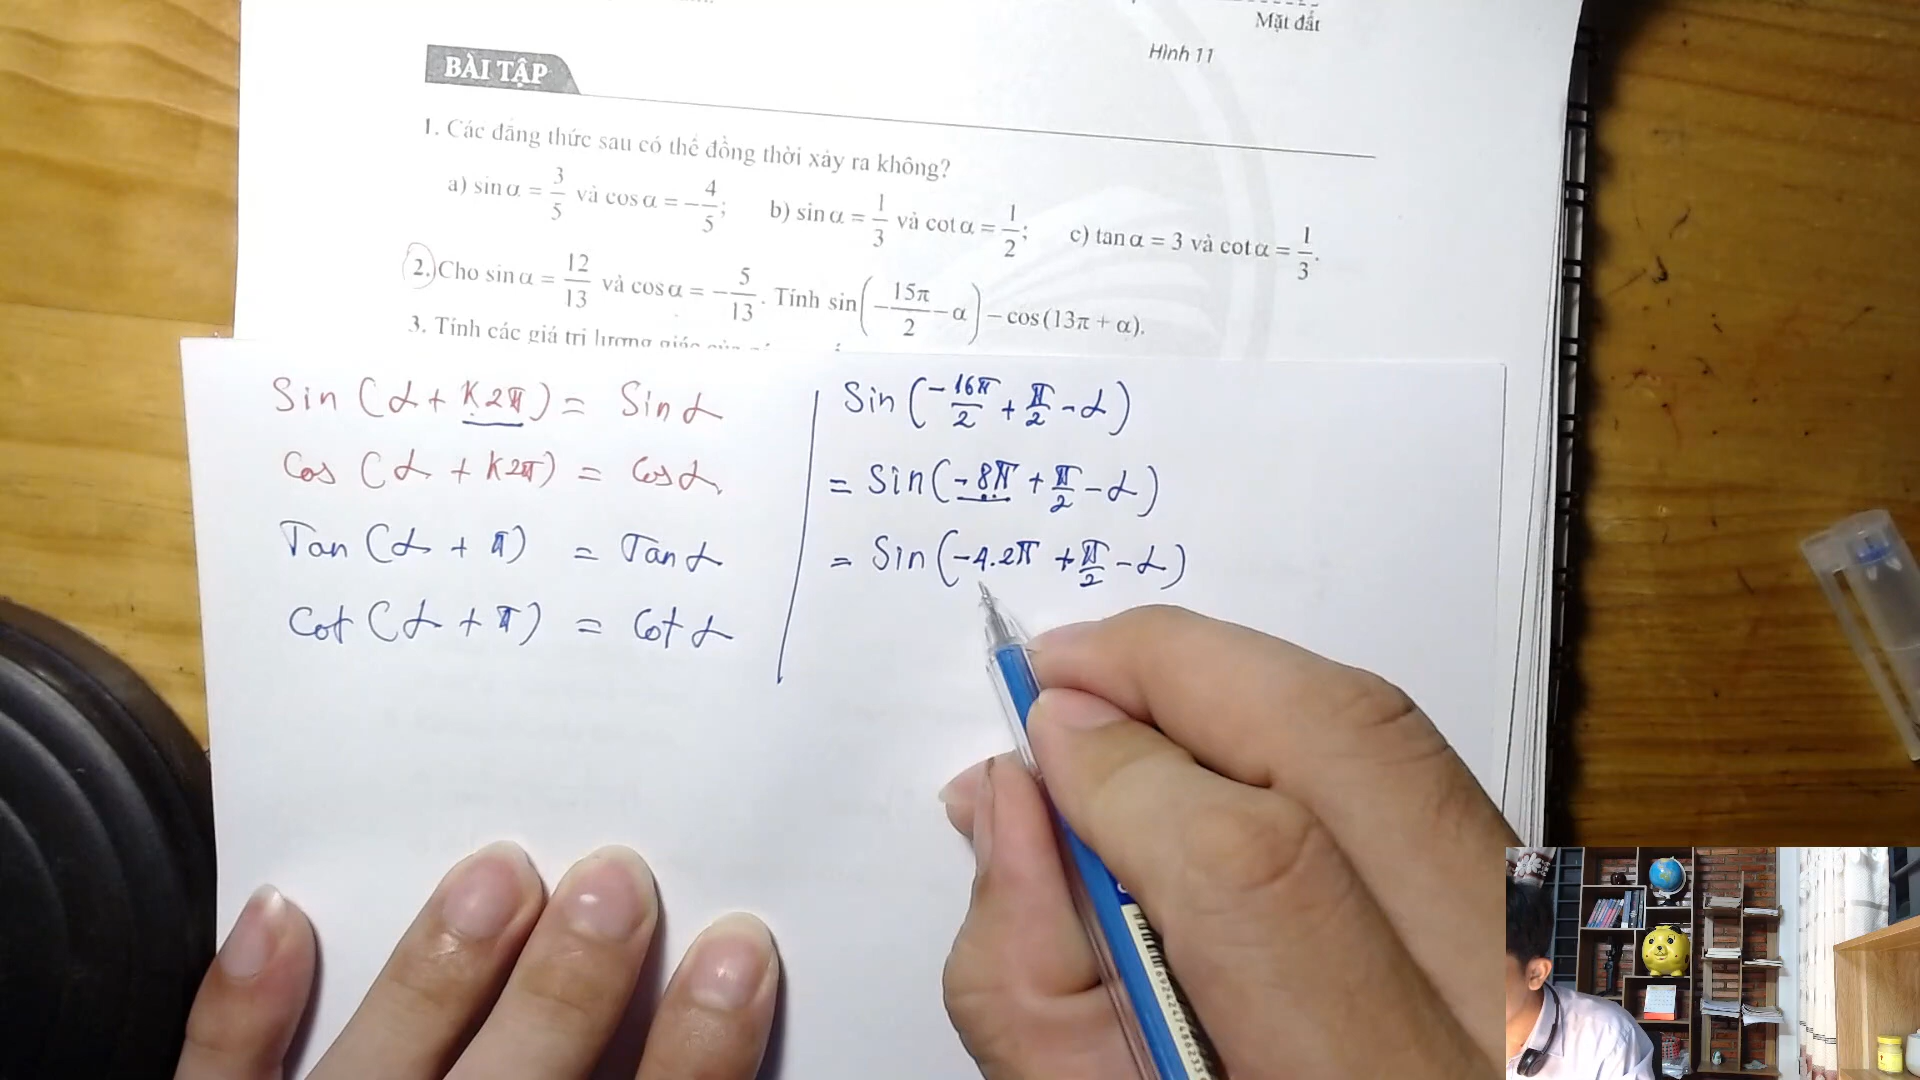 Mặt đất
Hình 11
BÀI TẬP
1. Các đẳng thức sau có thể đồng thời xảy ra không?
a) sin α = 3/5 và cos α = −4/5; b) sin α = 1/3 và cot α = 1/2; c) tan α = 3 và cot α = 1/3.
2. Cho sin α = 12/13 và cos α = −5/13. Tính sin(−15π/2 − α) − cos(13π + α).
3. Tính các giá trị lượng giác của
Sin (α + K2π) = Sin α
Cos (α + K2π) = Cos α.
Tan (α + π) = Tan α
Cot (α + π) = Cot α
Sin (−16π/2 + π/2 − α)
= Sin (−8π + π/2 − α)
= Sin (−4.2π + π/2 − α)